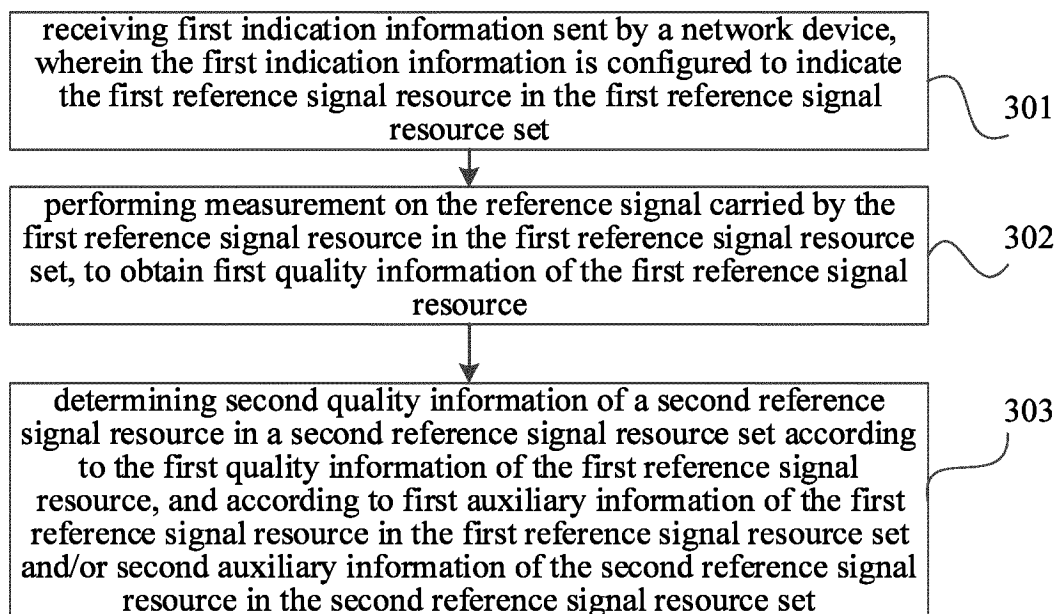 receiving first indication information sent by a network device,
wherein the first indication information is configured to indicate
the first reference signal resource in the first reference signal
resource set
301
performing measurement on the reference signal carried by the
first reference signal resource in the first reference signal resource
set, to obtain first quality information of the first reference signal
resource
302
determining second quality information of a second reference
signal resource in a second reference signal resource set according
to the first quality information of the first reference signal
resource, and according to first auxiliary information of the first
reference signal resource in the first reference signal resource set
and/or second auxiliary information of the second reference signal
resource in the second reference signal resource set
303